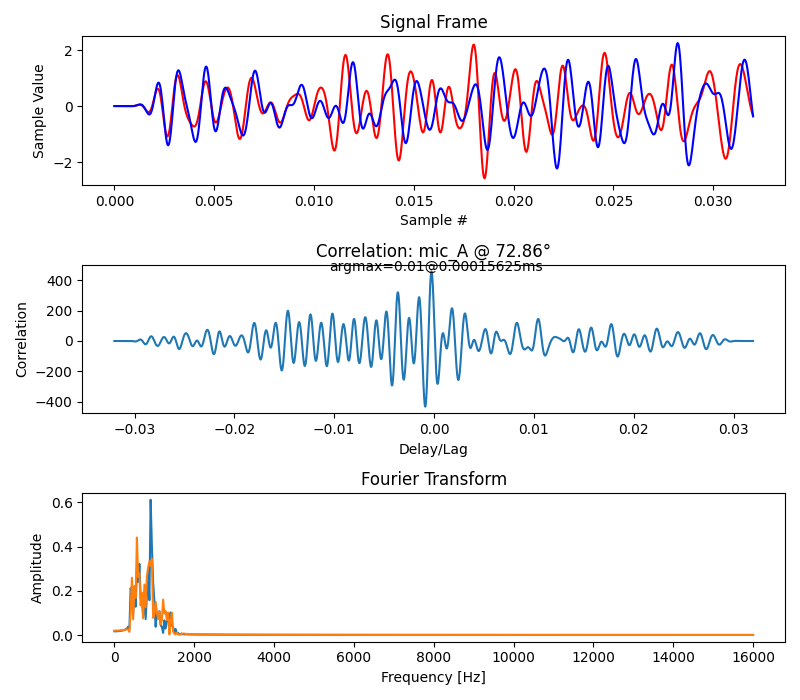 Signal Frame
2
0
−2
Sample Value
0.000 0.005 0.010 0.015 0.020 0.025 0.030
Sample #
Correlation: mic_A @ 72.86°
argmax=0.01@0.00015625ms
400
200
0
−200
−400
Correlation
−0.03 −0.02 −0.01 0.00 0.01 0.02 0.03
Delay/Lag
Fourier Transform
0.6
0.4
0.2
0.0
Amplitude
0 2000 4000 6000 8000 10000 12000 14000 16000
Frequency [Hz]